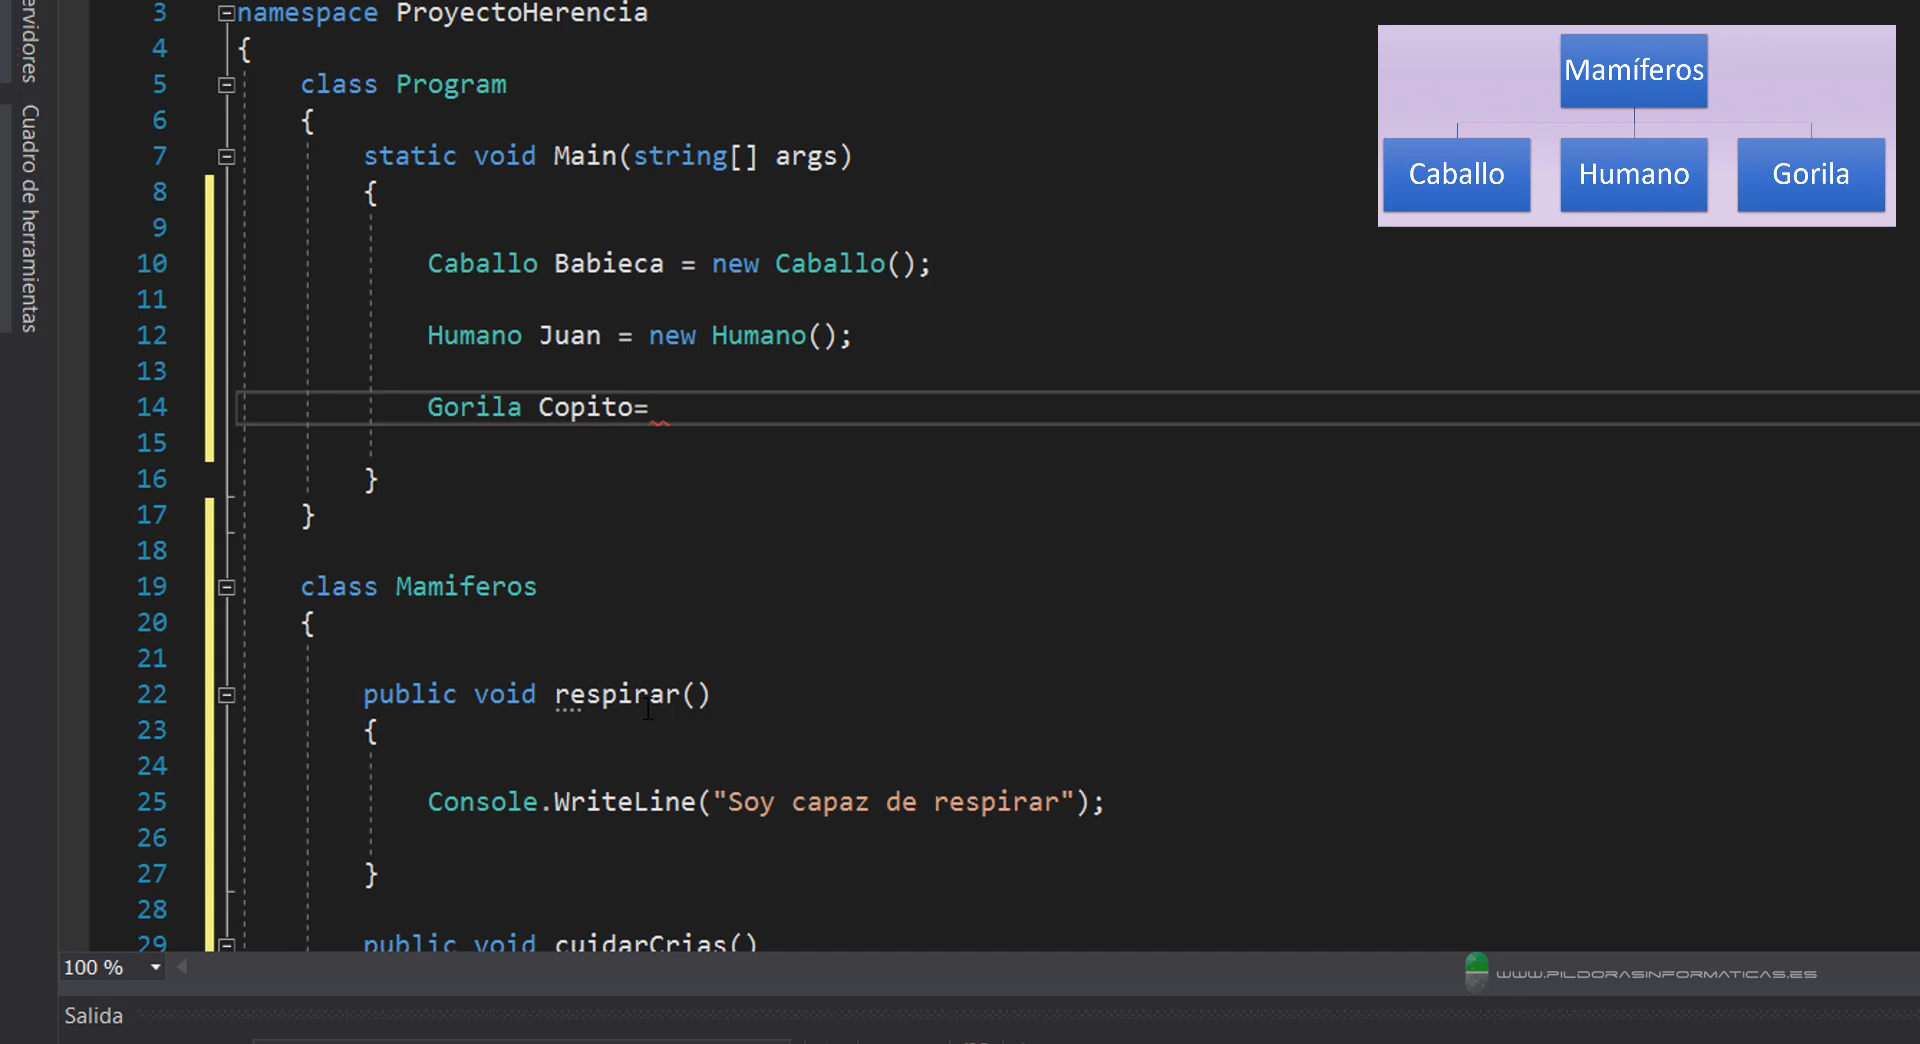 ervidores
Cuadro de herramientas
3 namespace ProyectoHerencia
4 {
5 class Program
6 {
7 static void Main(string[] args)
8 {
9
10 Caballo Babieca = new Caballo();
11
12 Humano Juan = new Humano();
13
14 Gorila Copito=
15
16 }
17 }
18
19 class Mamiferos
20 {
21
22 public void respirar()
23 {
24
25 Console.WriteLine("Soy capaz de respirar");
26
27 }
28
29 public void cuidarCrias()
Mamíferos
Caballo Humano Gorila
100 %
WWW.PILDORASINFORMATICAS.ES
Salida